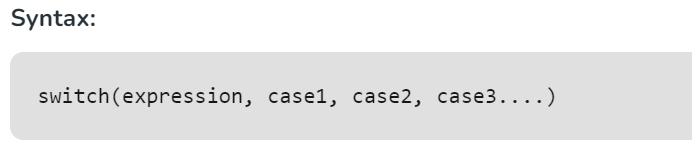 Syntax:
switch(expression, case1, case2, case3....)